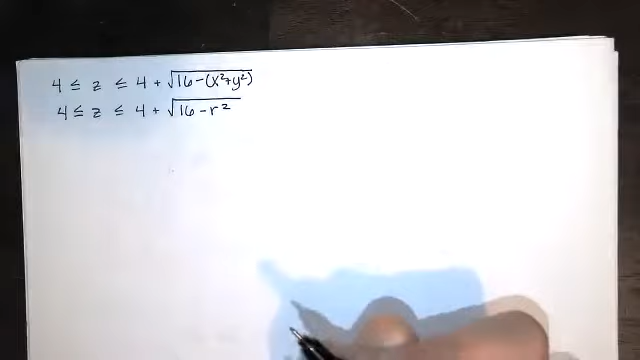 4 ≤ z ≤ 4 + √16-(x²+y²)
4 ≤ z ≤ 4 + √16-r²